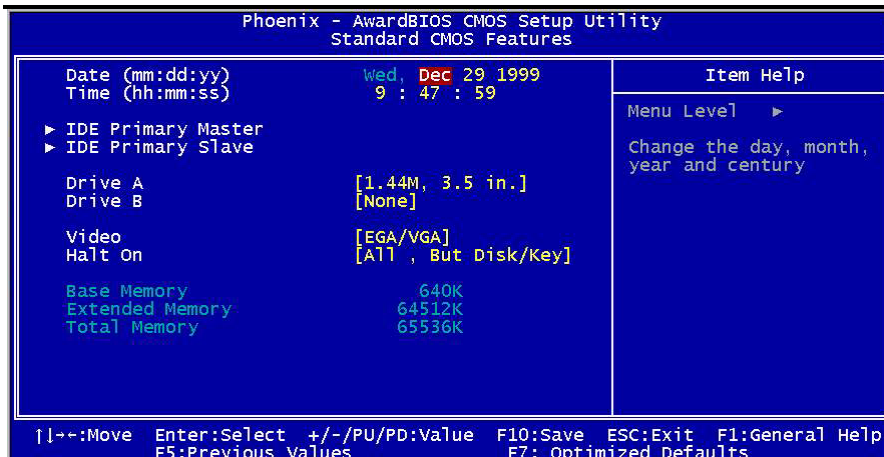 Phoenix - AwardBIOS CMOS Setup Utility
Standard CMOS Features
Date (mm:dd:yy) Wed, Dec 29 1999
Time (hh:mm:ss) 9 : 47 : 59
► IDE Primary Master
► IDE Primary Slave
Drive A [1.44M, 3.5 in.]
Drive B [None]
Video [EGA/VGA]
Halt On [All , But Disk/Key]
Base Memory 640K
Extended Memory 64512K
Total Memory 65536K
Item Help
Menu Level ►
Change the day, month,
year and century
↑↓→←:Move Enter:Select +/-/PU/PD:Value F10:Save ESC:Exit F1:General Help
F5:Previous Values F7: Optimized Defaults